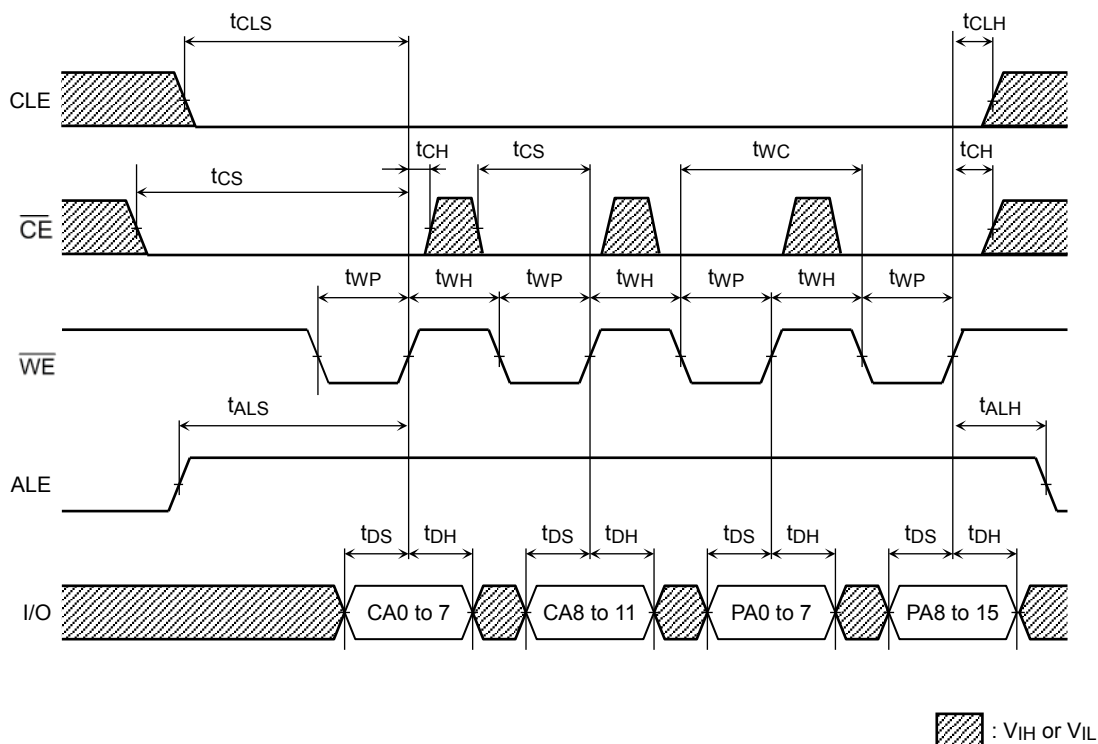 tCLS
tCLH
CLE
tCH
tCS
tWC
tCH
tCS
CE
tWP
tWH
tWP
tWH
tWP
tWH
tWP
WE
tALS
tALH
ALE
tDS
tDH
tDS
tDH
tDS
tDH
tDS
tDH
I/O
CA0 to 7
CA8 to 11
PA0 to 7
PA8 to 15
: VIH or VIL